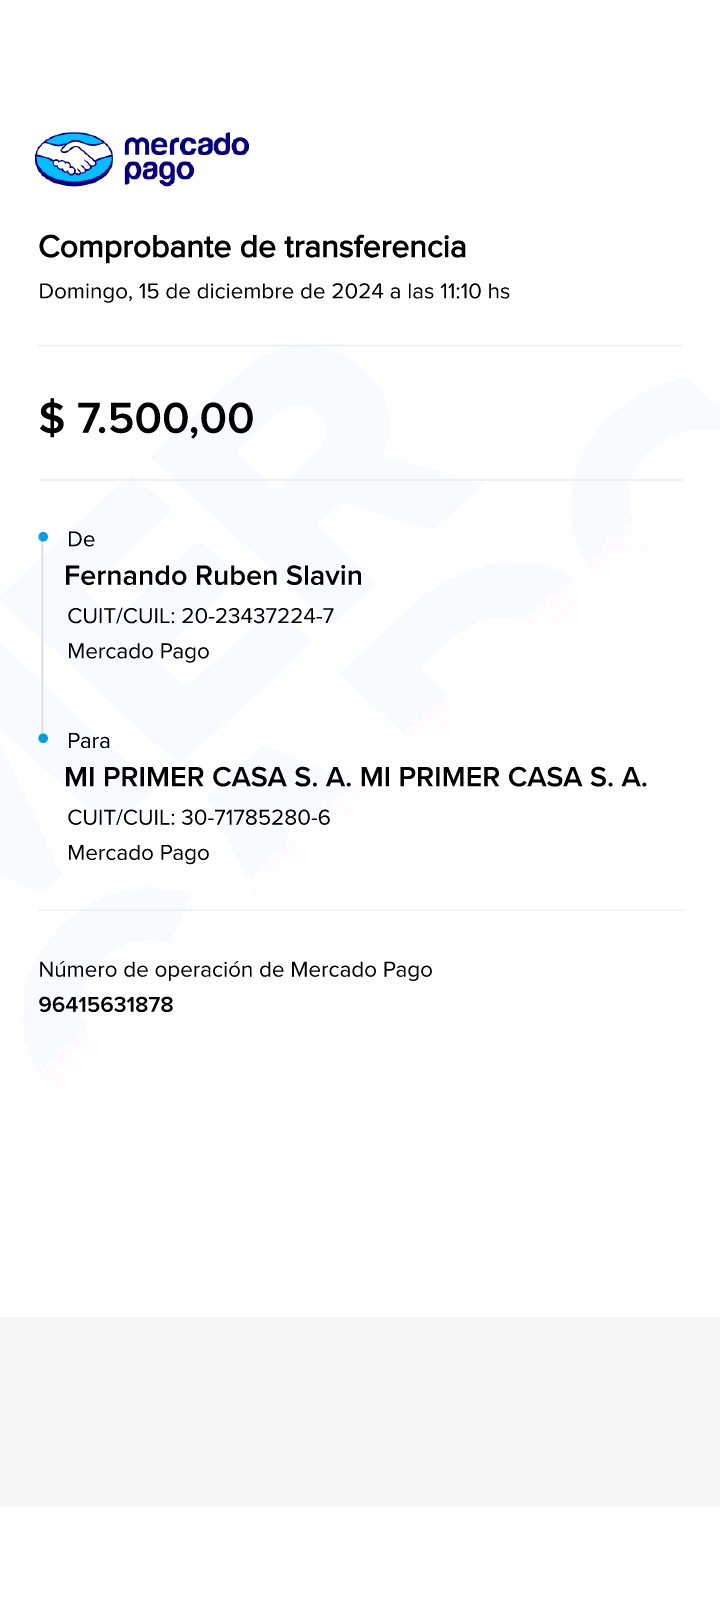 mercado
pago
Comprobante de transferencia
Domingo, 15 de diciembre de 2024 a las 11:10 hs
$ 7.500,00
De
Fernando Ruben Slavin
CUIT/CUIL: 20-23437224-7
Mercado Pago
Para
MI PRIMER CASA S. A. MI PRIMER CASA S. A.
CUIT/CUIL: 30-71785280-6
Mercado Pago
Número de operación de Mercado Pago
96415631878